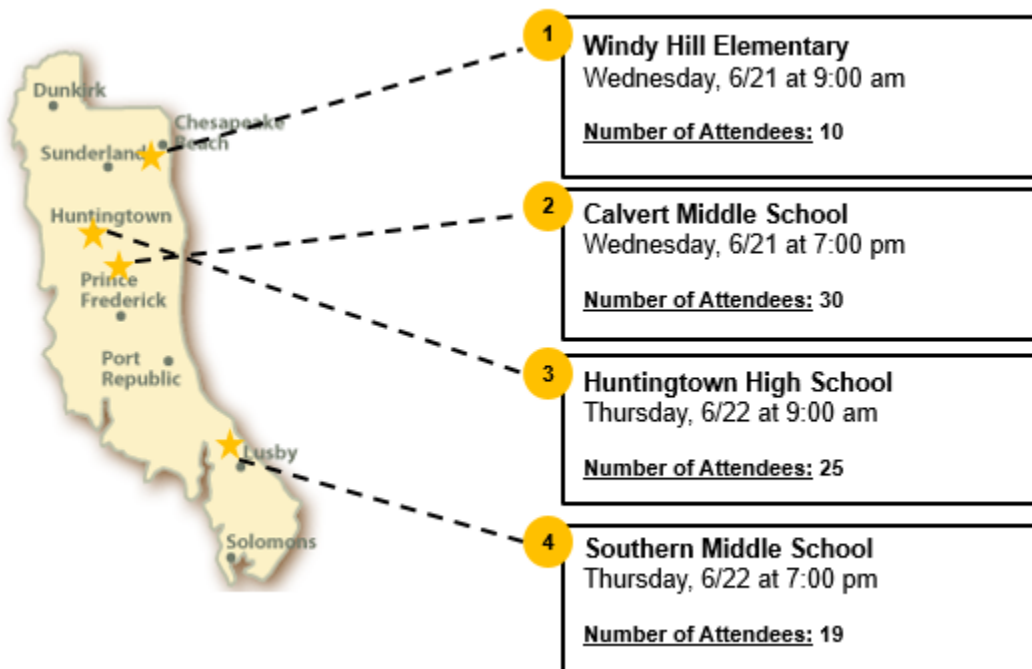 Dunkirk
Chesapeake
Beach
Sunderland
Huntingtown
Prince
Frederick
Port
Republic
Lusby
Solomons
1
Windy Hill Elementary
Wednesday, 6/21 at 9:00 am
Number of Attendees: 10
2
Calvert Middle School
Wednesday, 6/21 at 7:00 pm
Number of Attendees: 30
3
Huntingtown High School
Thursday, 6/22 at 9:00 am
Number of Attendees: 25
4
Southern Middle School
Thursday, 6/22 at 7:00 pm
Number of Attendees: 19